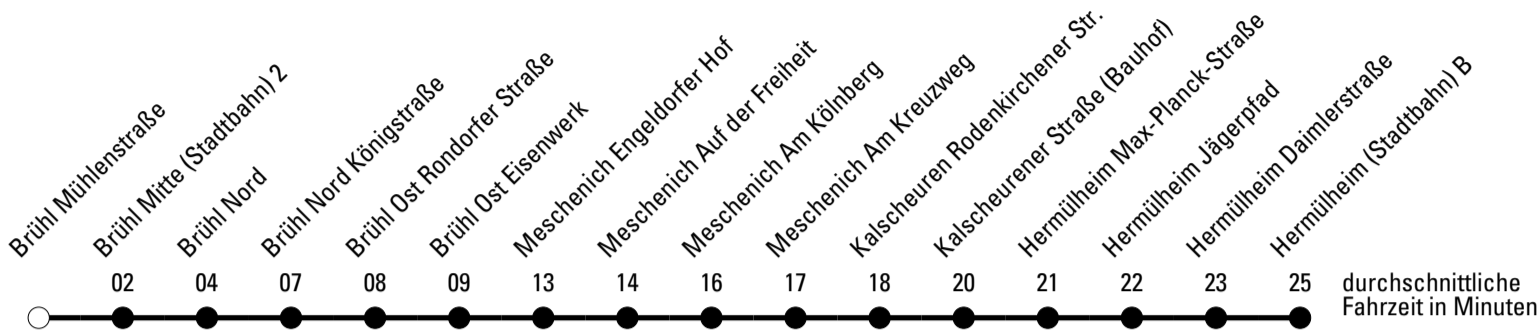 Brühl Mühlenstraße
Brühl Mitte (Stadtbahn) 2
Brühl Nord
Brühl Nord Königstraße
Brühl Ost Rondorfer Straße
Brühl Ost Eisenwerk
Meschenich Engeldorfer Hof
Meschenich Auf der Freiheit
Meschenich Am Kölnberg
Meschenich Am Kreuzweg
Kalscheuren Rodenkirchener Str.
Kalscheurener Straße (Bauhof)
Hermülheim Max-Planck-Straße
Hermülheim Jägerpfad
Hermülheim Daimlerstraße
Hermülheim (Stadtbahn) B
02 04 07 08 09 13 14 16 17 18 20 21 22 23 25
durchschnittliche
Fahrzeit in Minuten